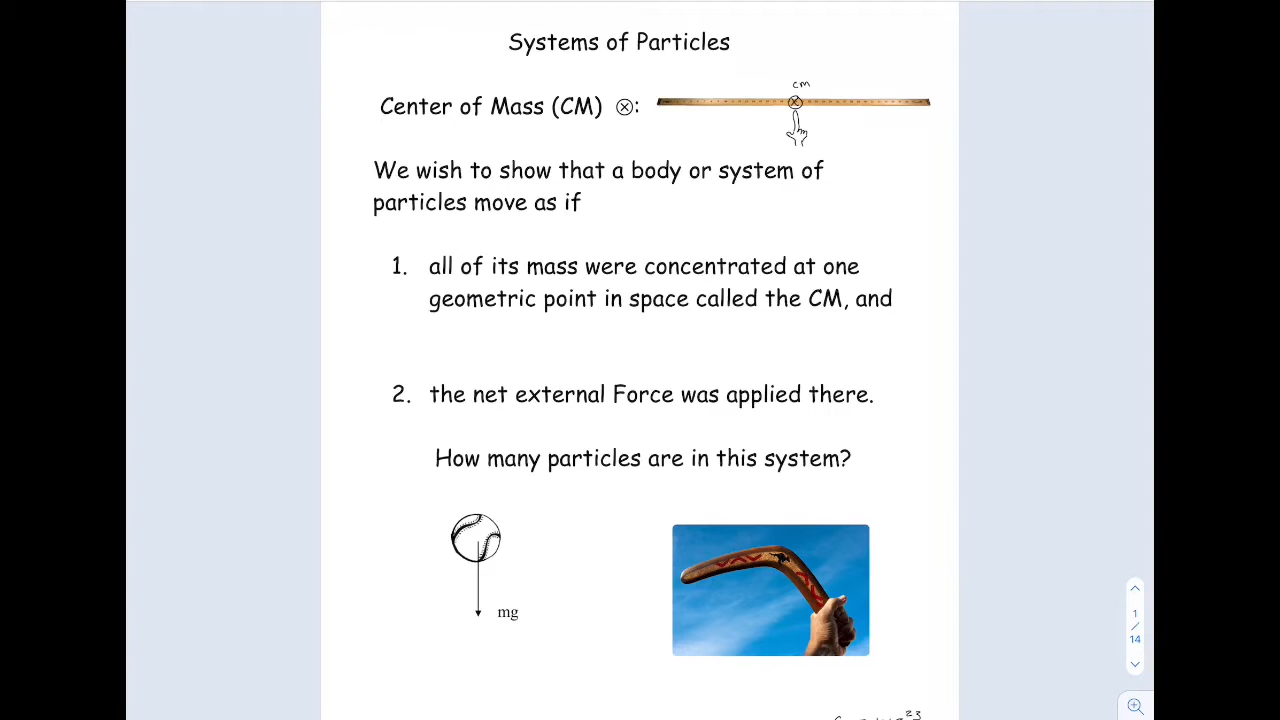 Systems of Particles
cm
Center of Mass (CM) ⊗:
We wish to show that a body or system of
particles move as if
1. all of its mass were concentrated at one
geometric point in space called the CM, and
2. the net external Force was applied there.
How many particles are in this system?
mg
1
/
14
23